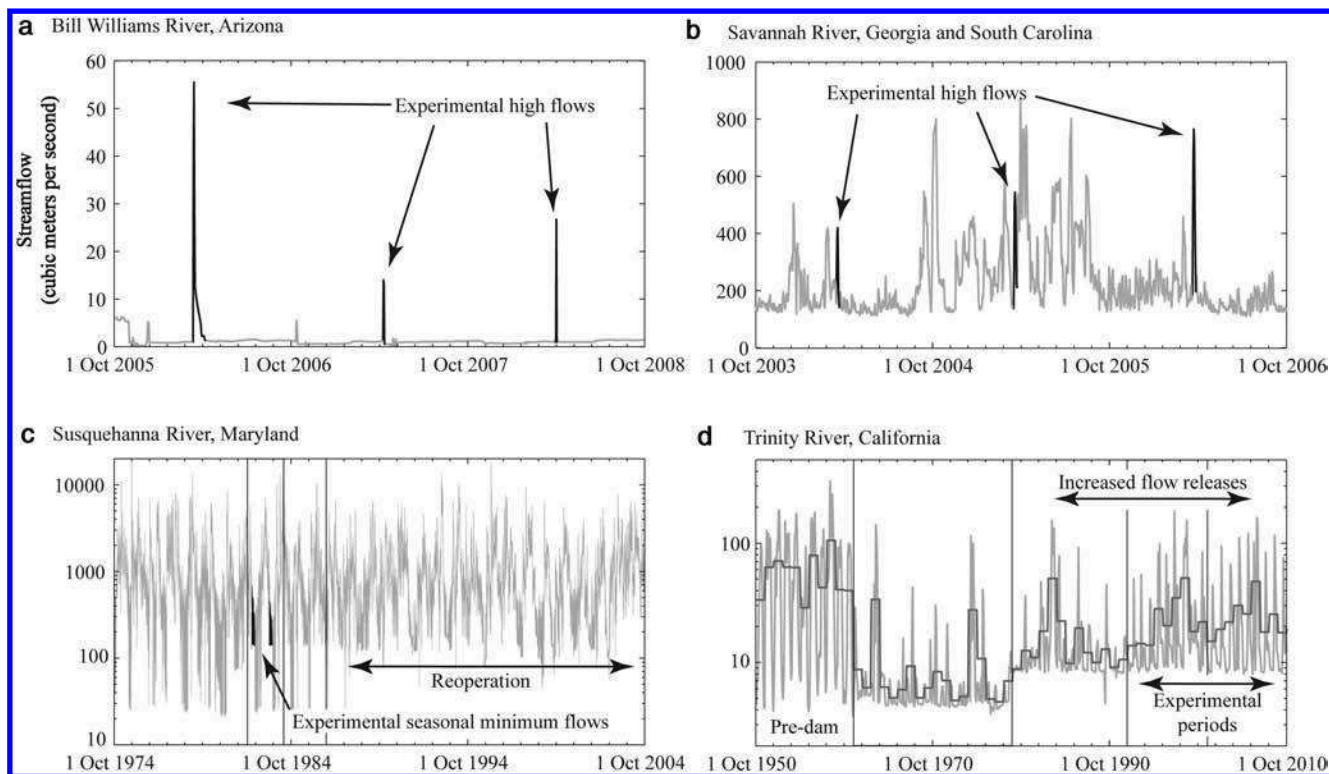 a Bill Williams River, Arizona
60
50
40
30
20
10
0
Streamflow
(cubic meters per second)
Experimental high flows
1 Oct 2005
1 Oct 2006
1 Oct 2007
1 Oct 2008
b Savannah River, Georgia and South Carolina
1000
800
600
400
200
0
Experimental high flows
1 Oct 2003
1 Oct 2004
1 Oct 2005
1 Oct 2006
c Susquehanna River, Maryland
10000
1000
100
10
Reoperation
Experimental seasonal minimum flows
1 Oct 1974
1 Oct 1984
1 Oct 1994
1 Oct 2004
d Trinity River, California
100
10
Increased flow releases
Pre-dam
Experimental
periods
1 Oct 1950
1 Oct 1970
1 Oct 1990
1 Oct 2010